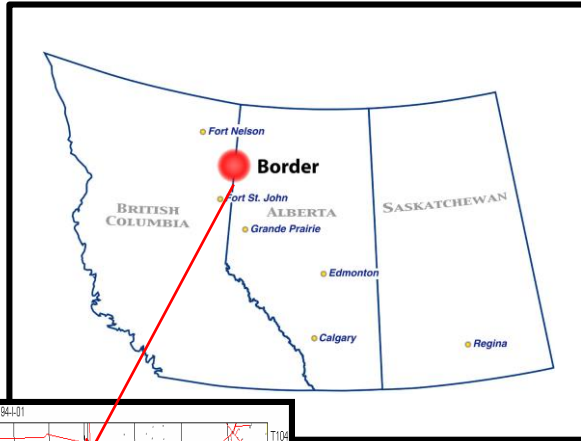 Fort Nelson
Border
Fort St. John
BRITISH
COLUMBIA
ALBERTA
SASKATCHEWAN
Grande Prairie
Edmonton
Calgary
Regina
94-I-01
T104